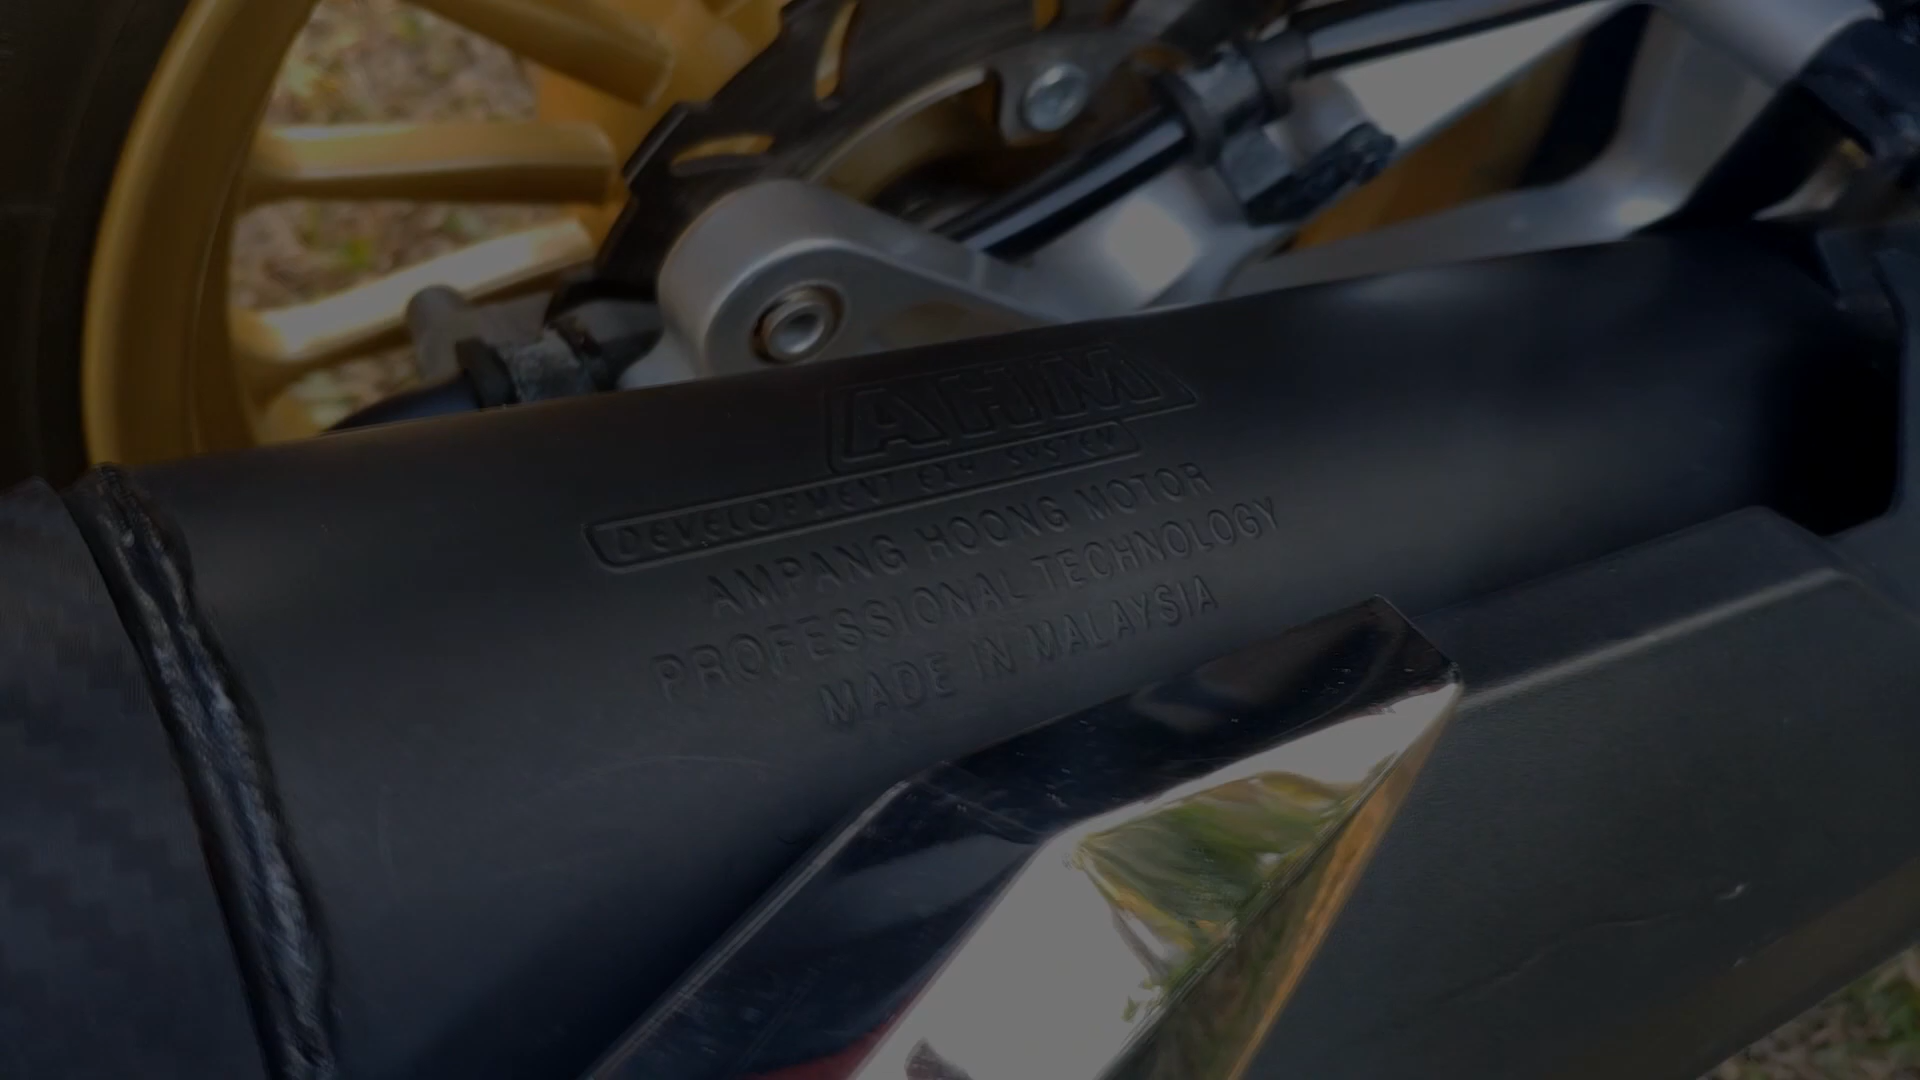 AHM
DEVELOPMENT EXH SYSTEM
AMPANG HOONG MOTOR
PROFESSIONAL TECHNOLOGY
MADE IN MALAYSIA